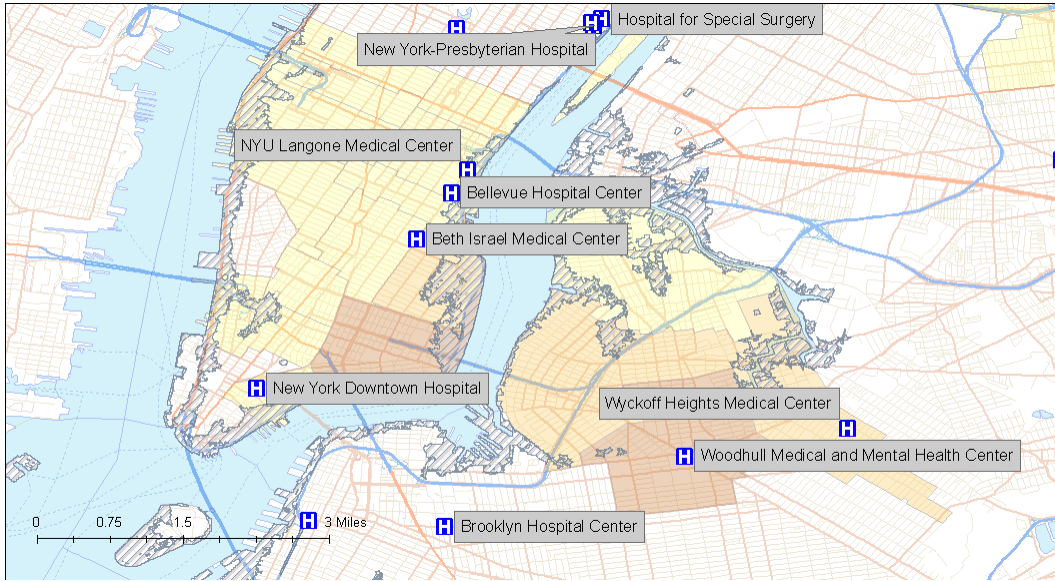 Hospital for Special Surgery
New York-Presbyterian Hospital
NYU Langone Medical Center
Bellevue Hospital Center
Beth Israel Medical Center
New York Downtown Hospital
Wyckoff Heights Medical Center
Woodhull Medical and Mental Health Center
Brooklyn Hospital Center
0 0.75 1.5 3 Miles
H
H
H
H
H
H
H
H
H
H
H